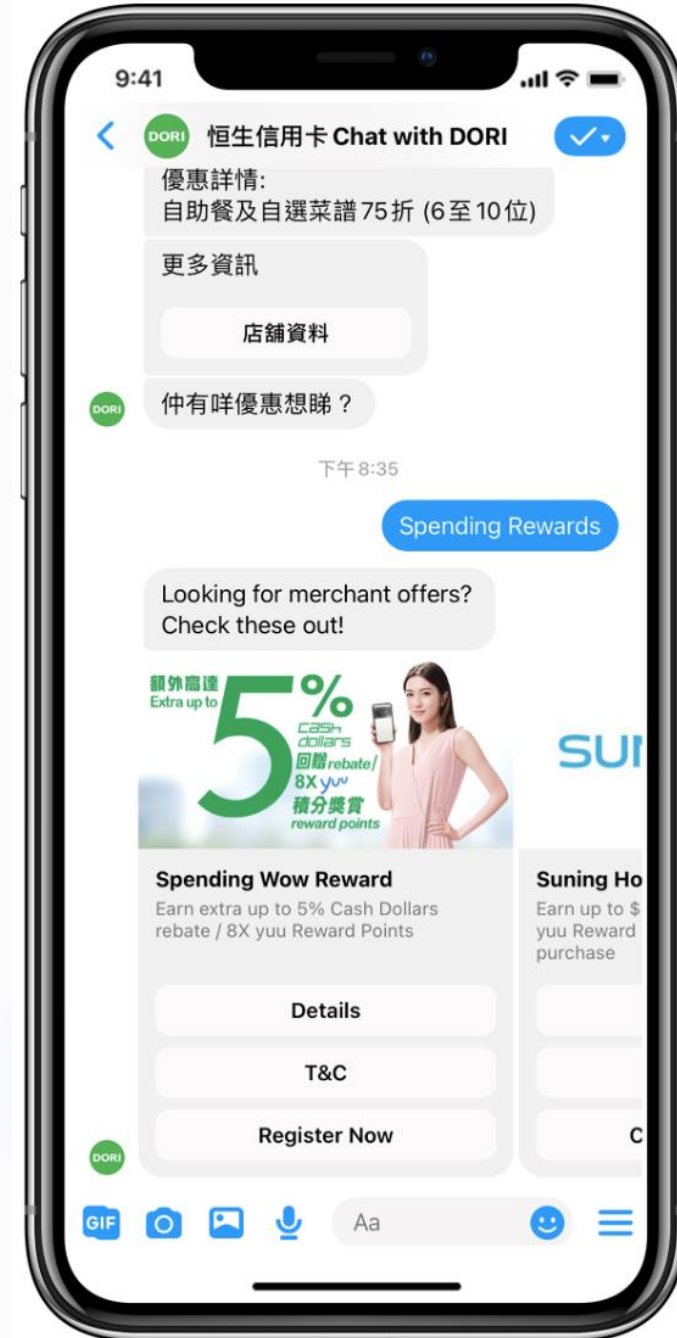 9:41
DORI
恒生信用卡 Chat with DORI
優惠詳情:
自助餐及自選菜譜75折 (6至10位)
更多資訊
店舖資料
DORI
仲有咩優惠想睇？
下午8:35
Spending Rewards
Looking for merchant offers?
Check these out!
額外高達
Extra up to
5%
cash
dollars
回贈rebate/
8X yuu
積分獎賞
reward points
SU
Spending Wow Reward
Earn extra up to 5% Cash Dollars
rebate / 8X yuu Reward Points
Details
T&C
Register Now
Suning Ho
Earn up to $
yuu Reward
purchase
C
DORI
GIF
Aa